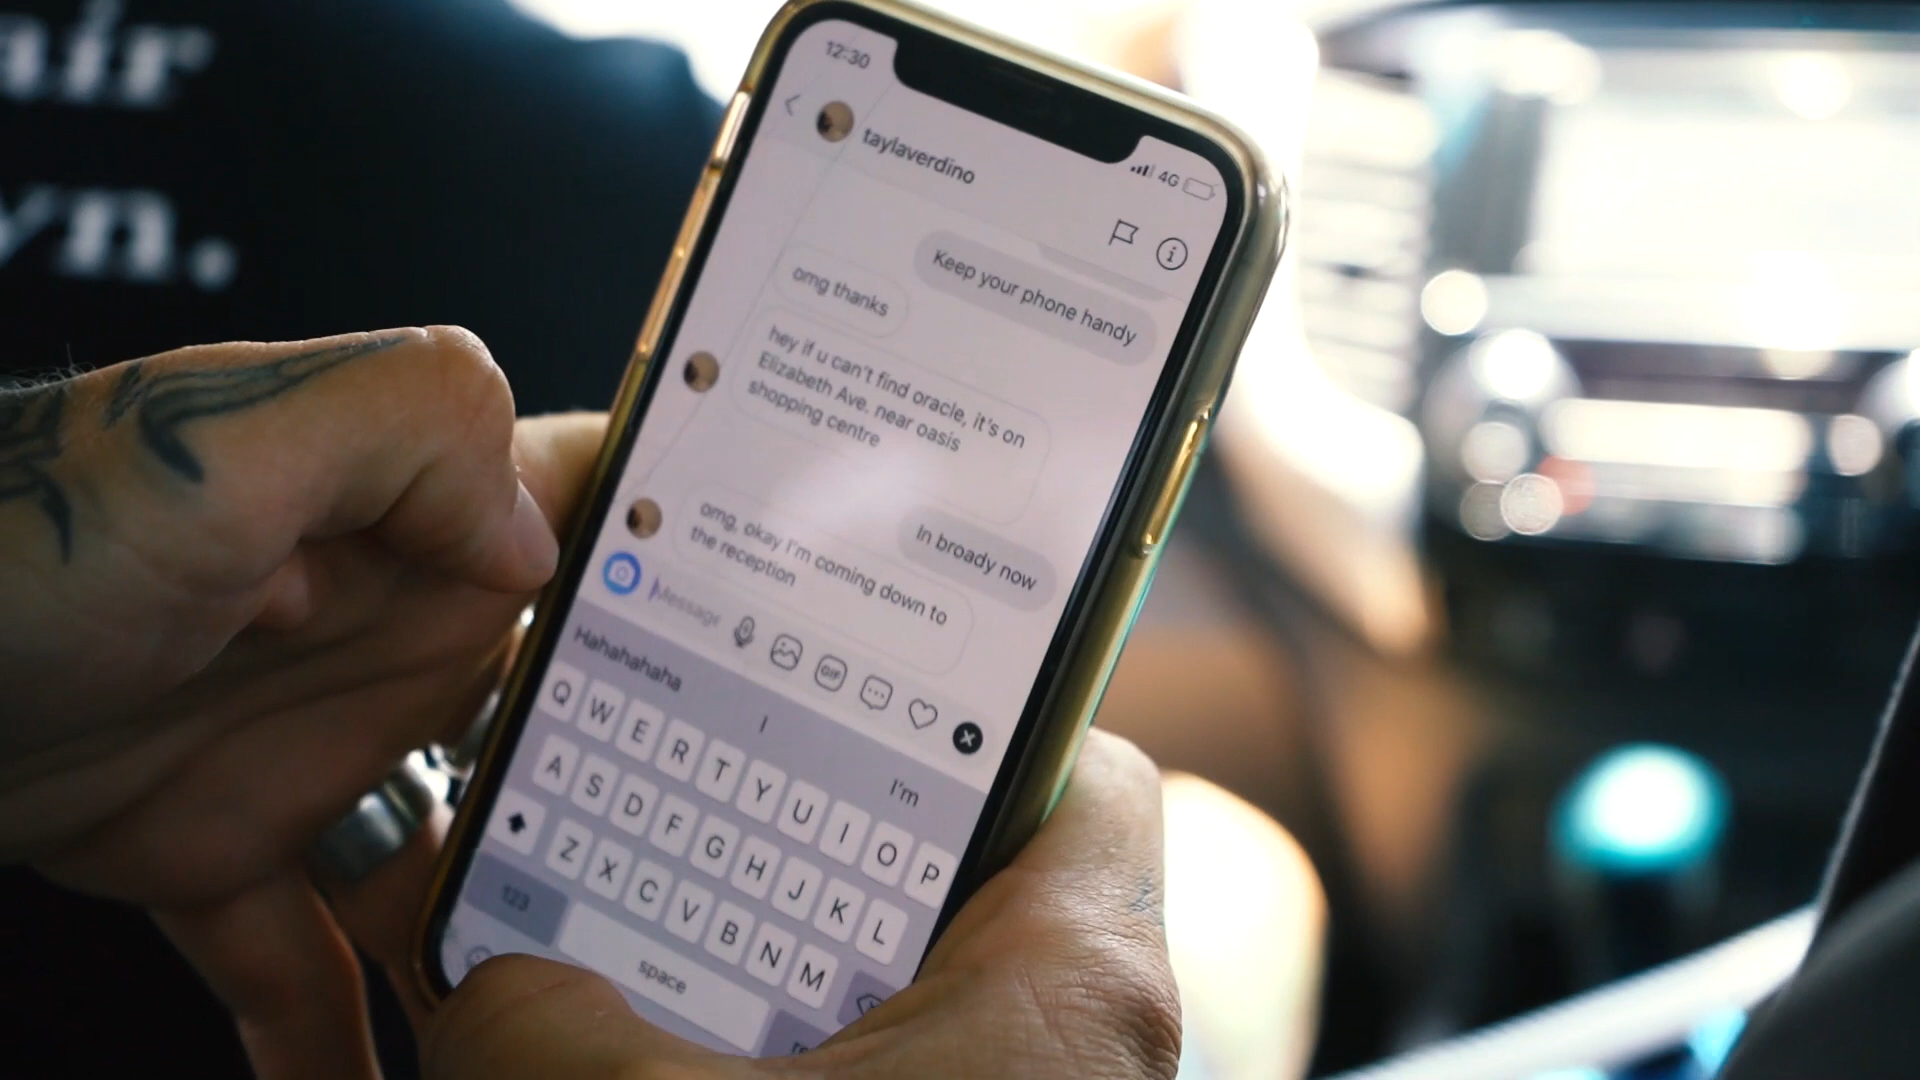 air
yn.
12:30
4G
taylaverdino
Keep your phone handy
omg thanks
hey if u can't find oracle, it's on
Elizabeth Ave. near oasis
shopping centre
In broady now
omg, okay I'm coming down to
the reception
Message
GIF
Hahahahaha
I
I'm
Q W E R T Y U I O P
A S D F G H J K L
Z X C V B N M
123
space